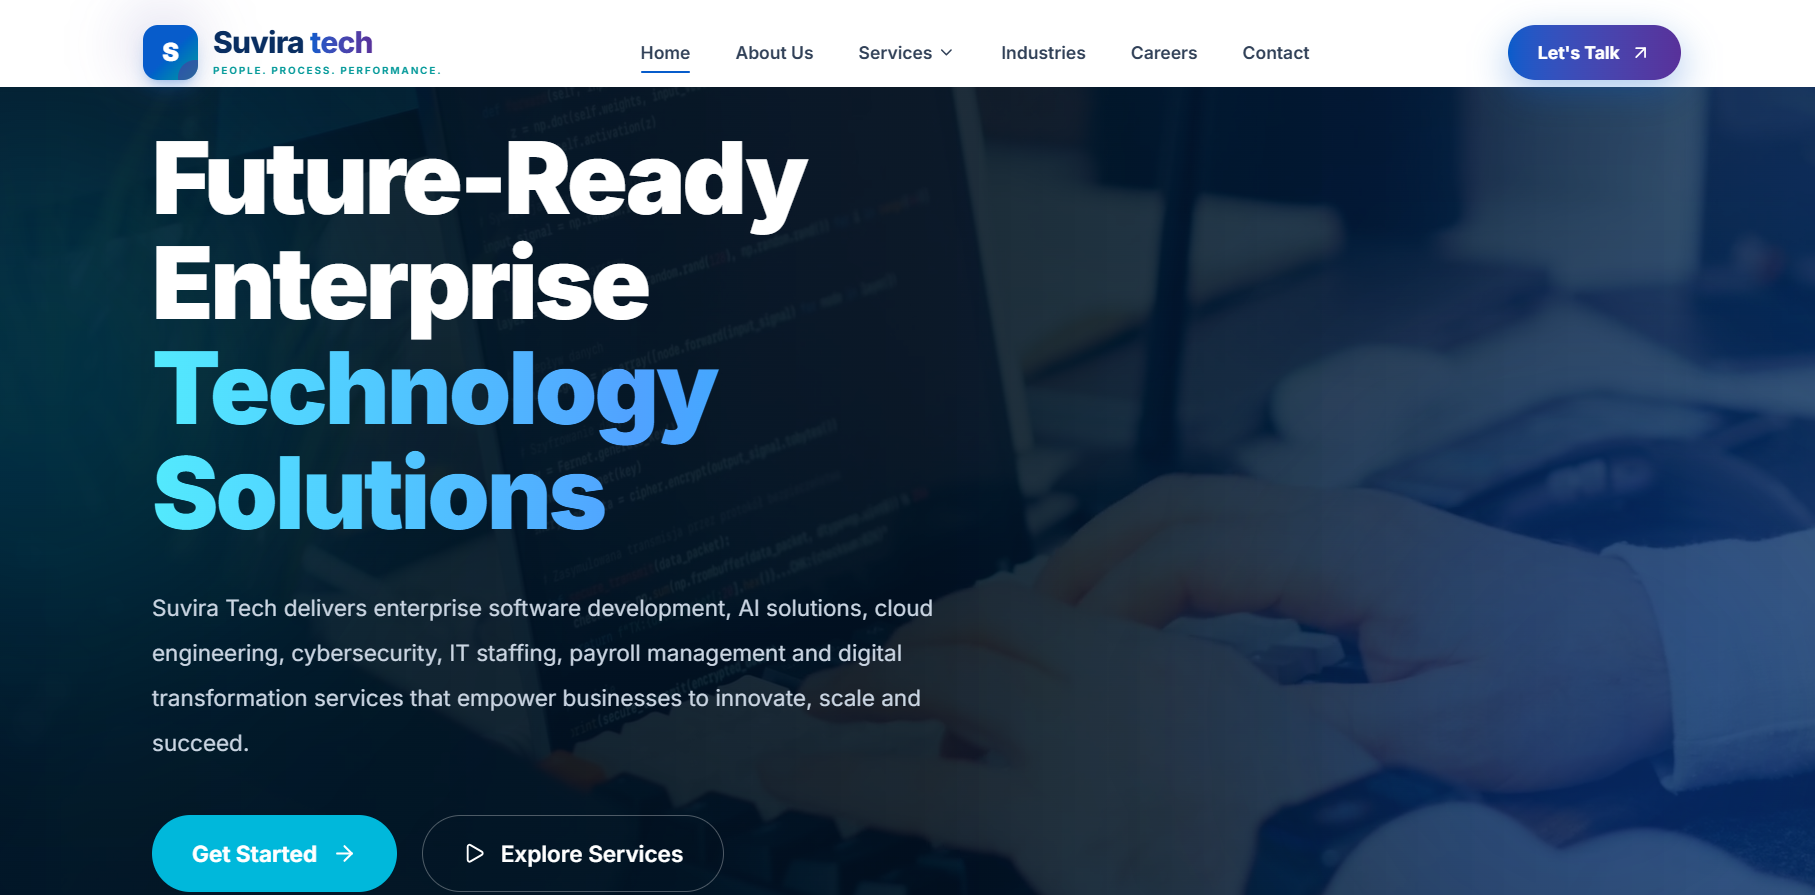 S
Suvira tech
PEOPLE. PROCESS. PERFORMANCE.
Home
About Us
Services
Industries
Careers
Contact
Let's Talk
Future-Ready
Enterprise
Technology
Solutions
Suvira Tech delivers enterprise software development, AI solutions, cloud
engineering, cybersecurity, IT staffing, payroll management and digital
transformation services that empower businesses to innovate, scale and
succeed.
Get Started
Explore Services